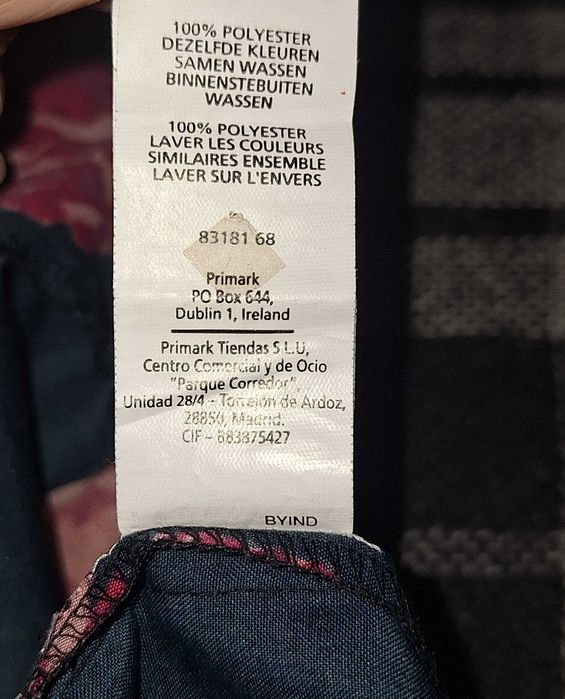 100% POLYESTER
DEZELFDE KLEUREN
SAMEN WASSEN
BINNENSTEBUITEN
WASSEN
100% POLYESTER
LAVER LES COULEURS
SIMILAIRES ENSEMBLE
LAVER SUR L'ENVERS
83181 68
Primark
PO Box 644,
Dublin 1, Ireland
Primark Tiendas S.L.U,
Centro Comercial y de Ocio
"Parque Corredor",
Unidad 28/4 - Torrejón de Ardoz,
28850, Madrid.
CIF - B83875427
BYIND